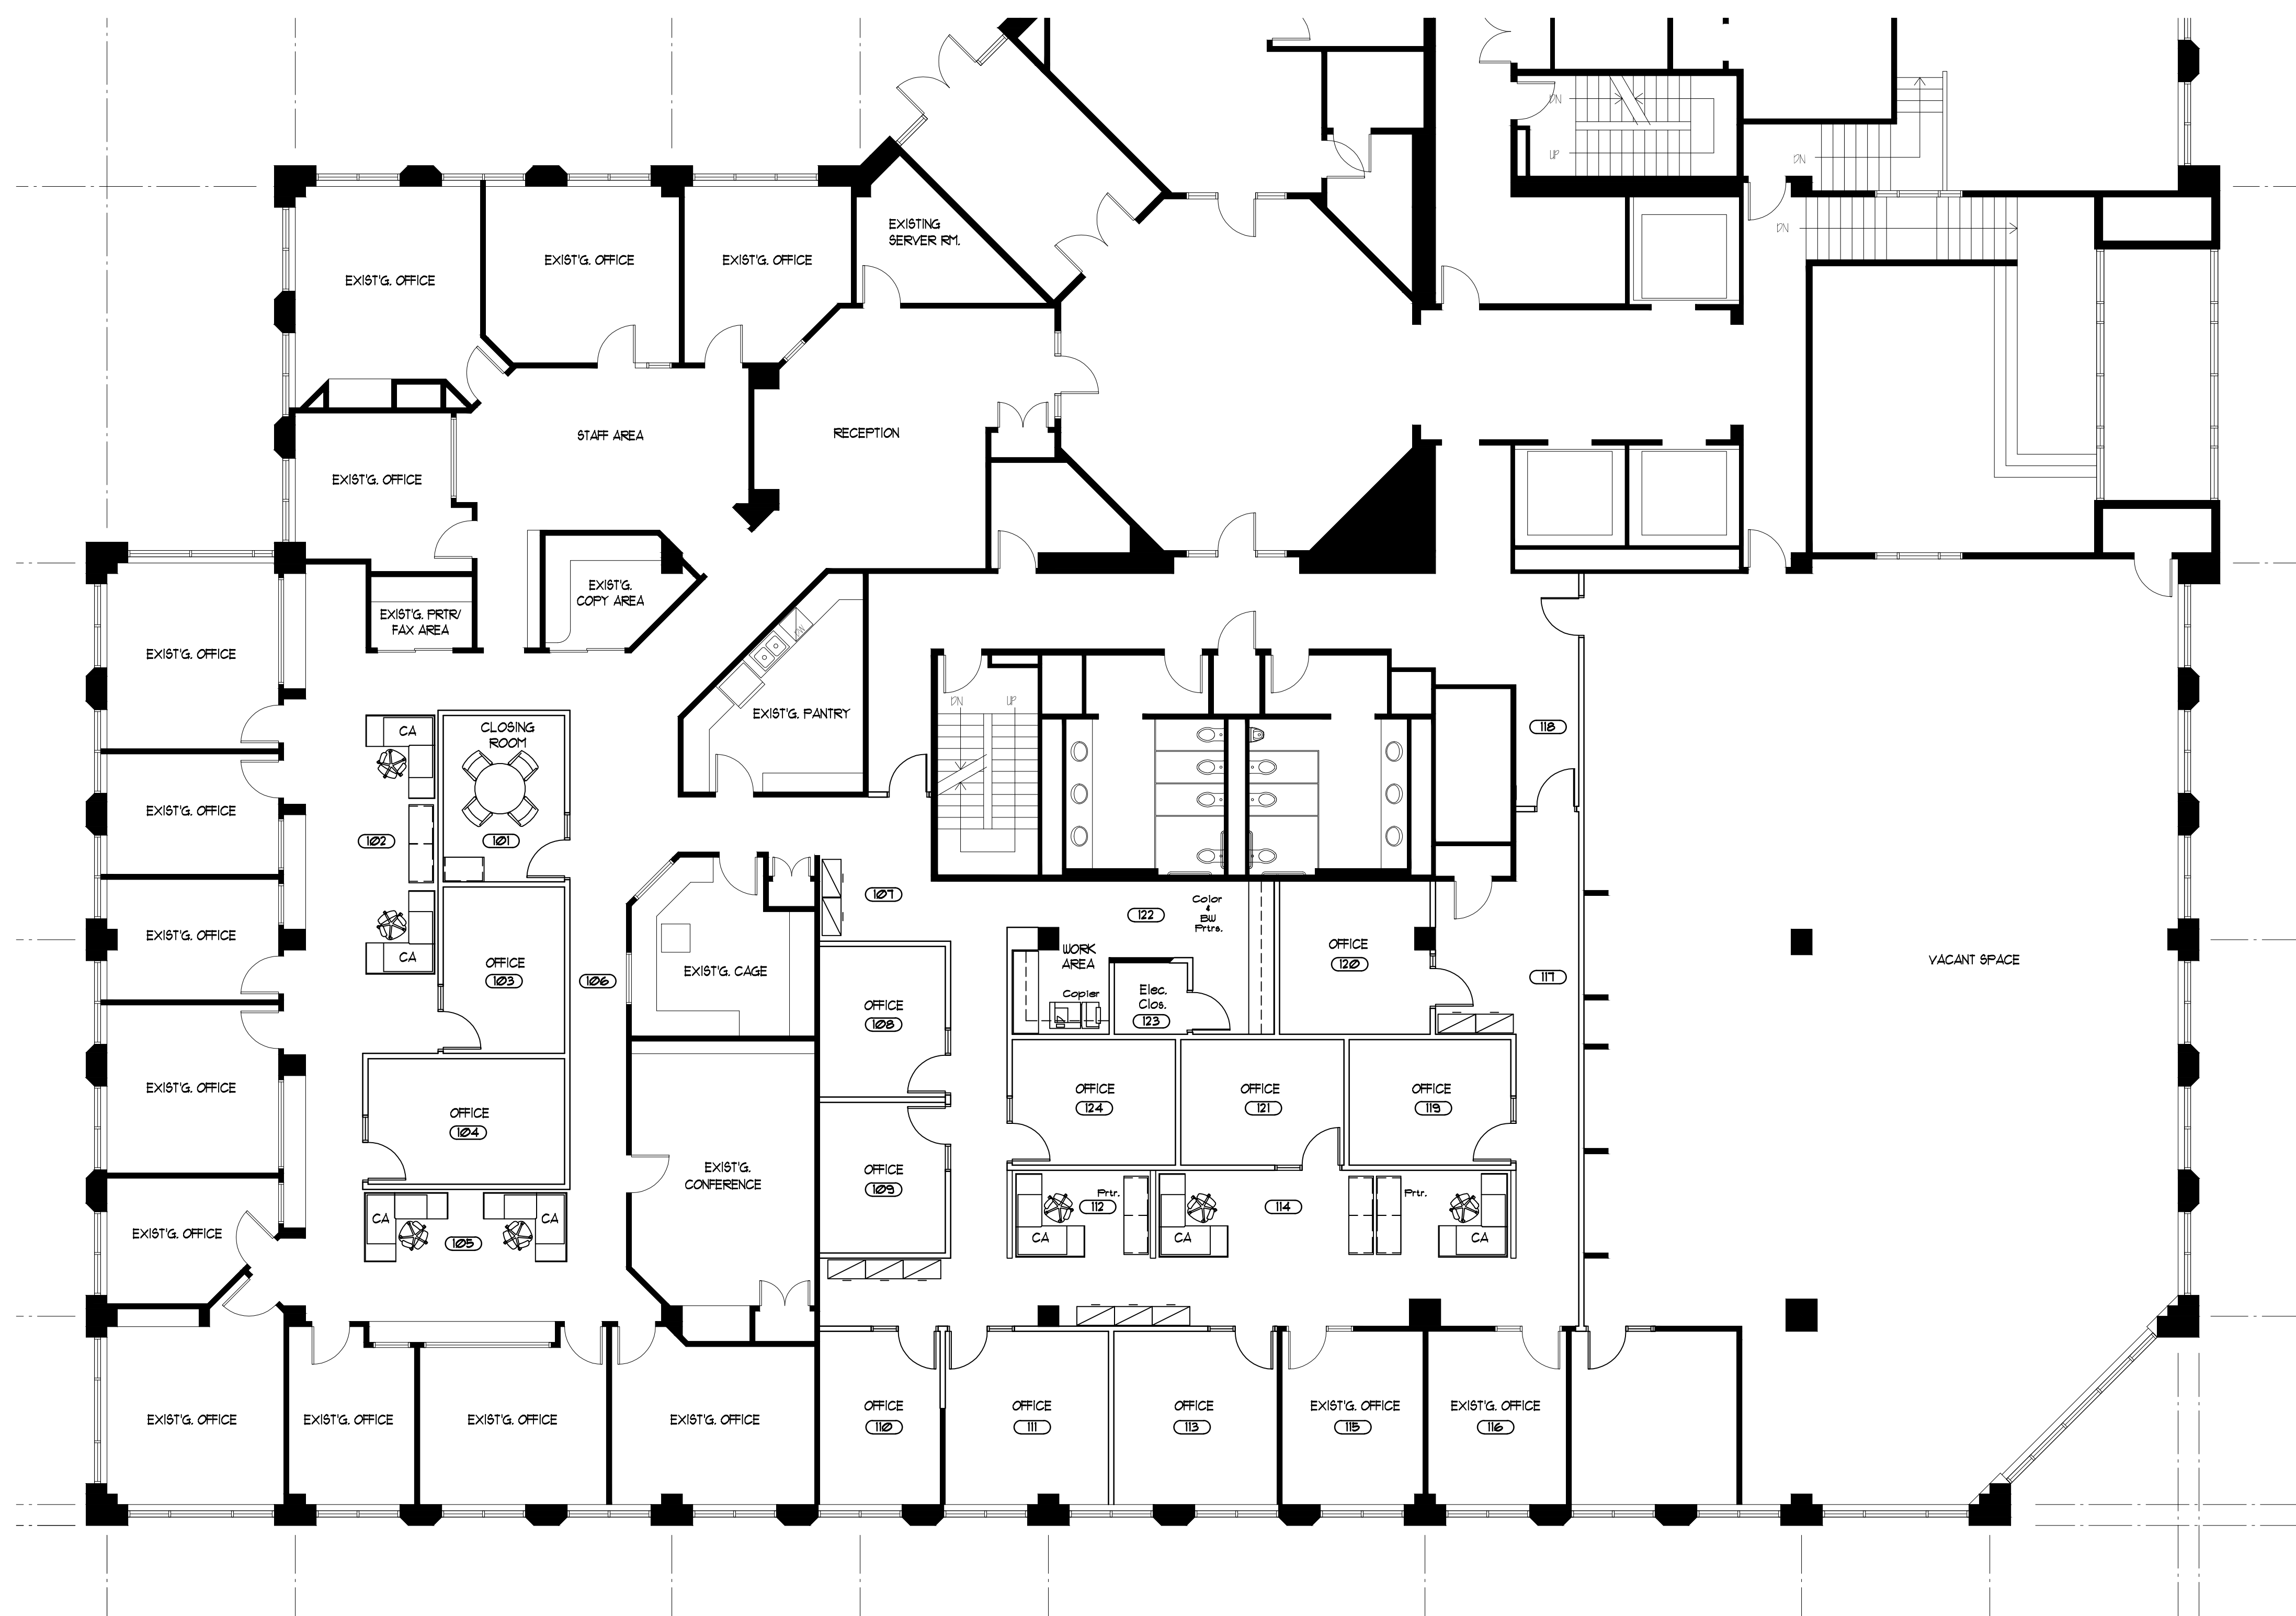 DN
UP
DN
DN
EXISTING
SERVER RM.
EXIST'G. OFFICE
EXIST'G. OFFICE
EXIST'G. OFFICE
STAFF AREA
RECEPTION
EXIST'G. OFFICE
EXIST'G.
COPY AREA
EXIST'G. PRTR/
FAX AREA
DW
EXIST'G. OFFICE
EXIST'G. PANTRY
DN
UP
CA
CLOSING
ROOM
118
EXIST'G. OFFICE
102
101
107
122
Color
&
BW
Prtrs.
EXIST'G. OFFICE
CA
OFFICE
103
106
EXIST'G. CAGE
WORK
AREA
Copier
Elec.
Clos.
123
OFFICE
120
117
VACANT SPACE
OFFICE
108
EXIST'G. OFFICE
OFFICE
104
OFFICE
124
OFFICE
121
OFFICE
119
EXIST'G.
CONFERENCE
OFFICE
109
Prtr.
112
CA
114
CA
Prtr.
CA
EXIST'G. OFFICE
CA
CA
105
EXIST'G. OFFICE
EXIST'G. OFFICE
EXIST'G. OFFICE
EXIST'G. OFFICE
OFFICE
110
OFFICE
111
OFFICE
113
EXIST'G. OFFICE
115
EXIST'G. OFFICE
116